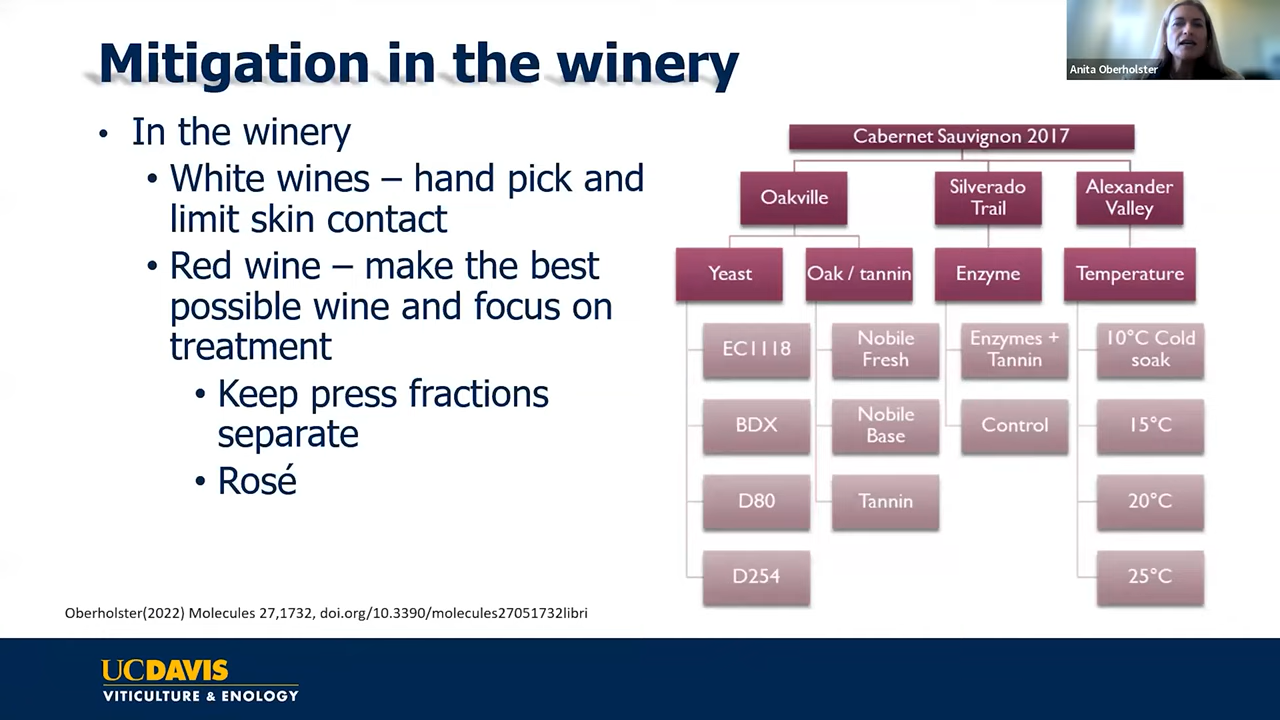 Mitigation in the winery
Anita Oberholster
• In the winery
• White wines – hand pick and
limit skin contact
• Red wine – make the best
possible wine and focus on
treatment
• Keep press fractions
separate
• Rosé
Cabernet Sauvignon 2017
Oakville
Silverado
Trail
Alexander
Valley
Yeast
Oak / tannin
Enzyme
Temperature
EC1118
Nobile
Fresh
Enzymes +
Tannin
10°C Cold
soak
BDX
Nobile
Base
Control
15°C
D80
Tannin
20°C
D254
25°C
Oberholster(2022) Molecules 27,1732, doi.org/10.3390/molecules27051732libri
UCDAVIS
VITICULTURE & ENOLOGY